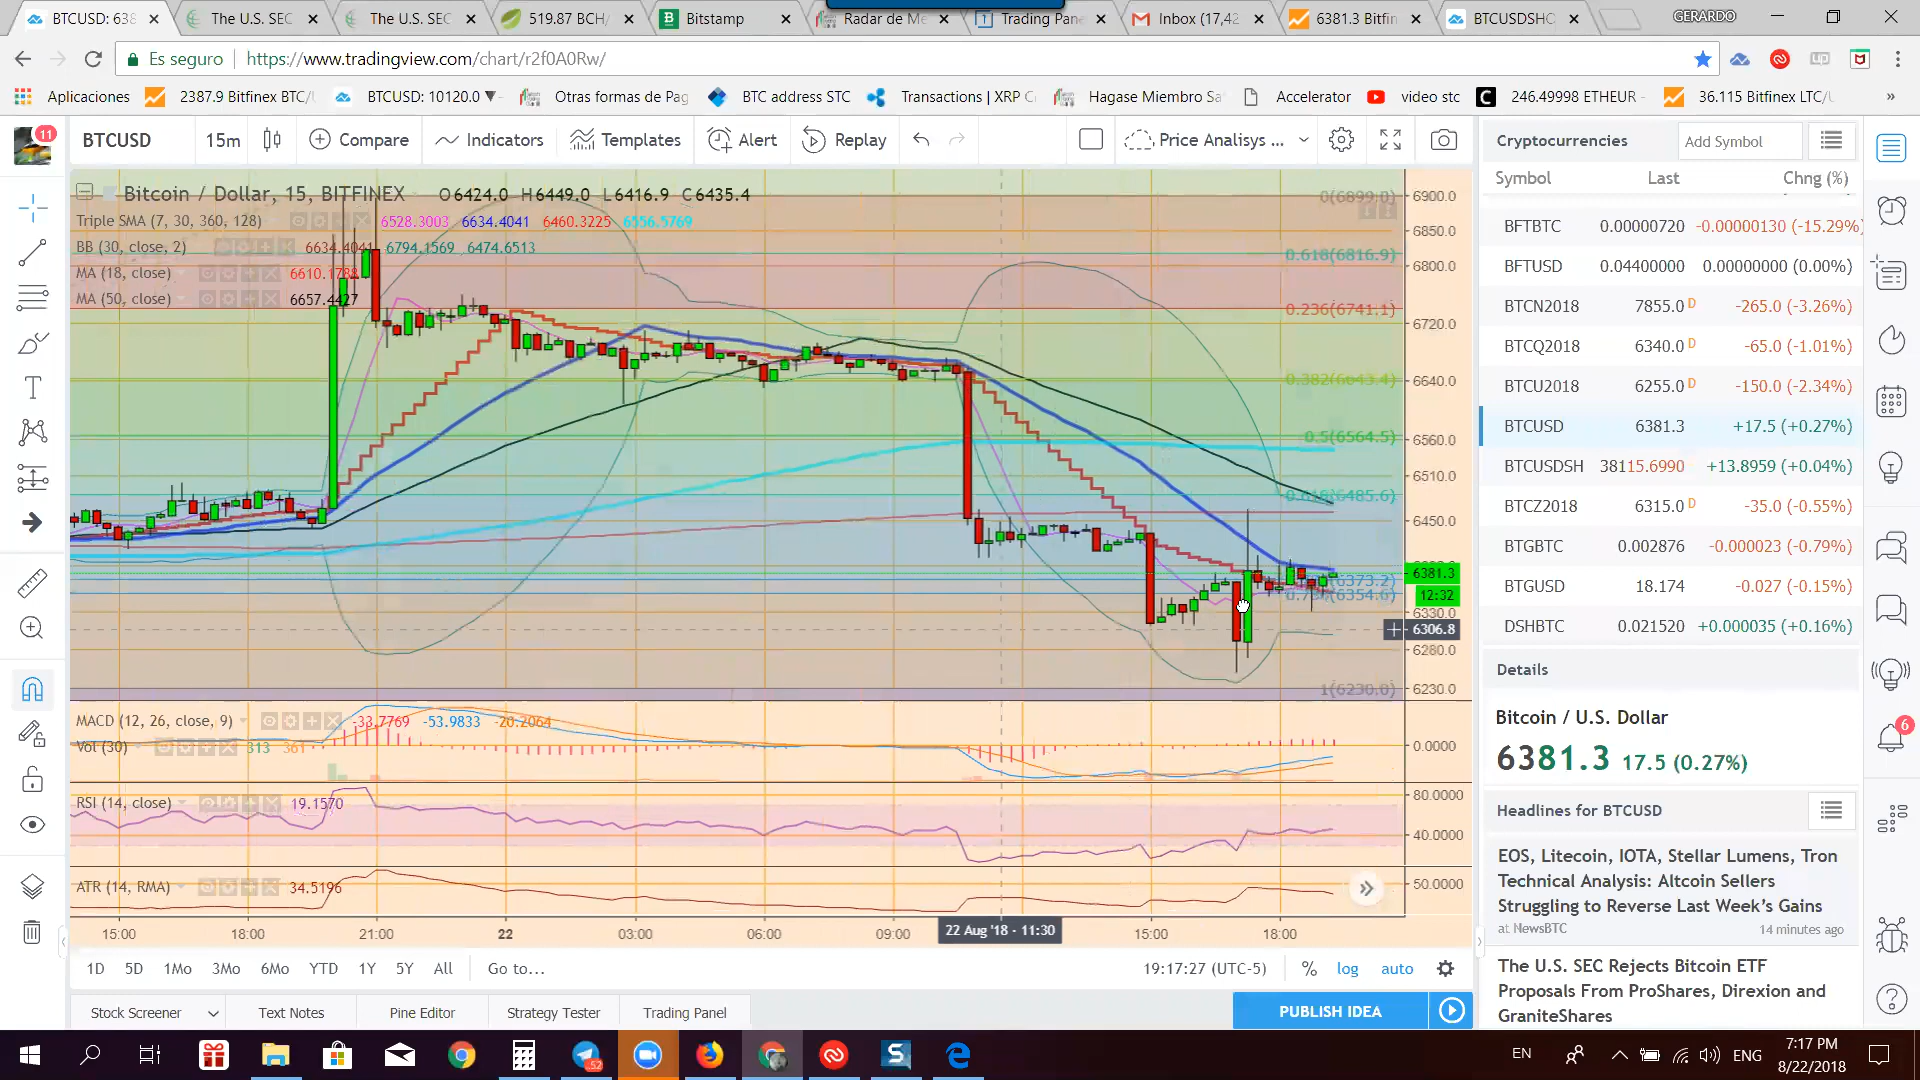 BTCUSD: 638
The U.S. SEC
The U.S. SEC
519.87 BCH/
Bitstamp
Radar de Me
Trading Pane
Inbox (17,42
6381.3 Bitfin
BTCUSDSHO
GERARDO
Es seguro
https://www.tradingview.com/chart/r2f0A0Rw/
Aplicaciones
2387.9 Bitfinex BTC/
BTCUSD: 10120.0 ▼
Otras formas de Pag
BTC address STC
Transactions | XRP C
Hagase Miembro Sa
Accelerator
video stc
246.49998 ETHEUR
36.115 Bitfinex LTC/
»
11
BTCUSD
15m
Compare
Indicators
Templates
Alert
Replay
Price Analisys ...
Bitcoin / Dollar, 15, BITFINEX O6424.0 H6449.0 L6416.9 C6435.4
Triple SMA (7, 30, 360, 128) 6528.3003 6634.4041 6460.3225 6556.5769
BB (30, close, 2) 6634.4041 6794.1569 6474.6513
MA (18, close) 6610.1788
MA (50, close) 6657.4427
0(6899.0)
0.618(6816.9)
0.236(6741.1)
0.382(6643.4)
0.5(6564.5)
0.618(6485.6)
(6373.2)
(6354.6)
1(6230.0)
6900.0
6850.0
6800.0
6720.0
6640.0
6560.0
6510.0
6450.0
6381.3
12:32
6330.0
6306.8
6280.0
6230.0
MACD (12, 26, close, 9) -33.7769 -53.9833 -20.2064
Vol (30) 313 361
0.0000
RSI (14, close) 19.1570
80.0000
40.0000
ATR (14, RMA) 34.5196
50.0000
15:00
18:00
21:00
22
03:00
06:00
09:00
22 Aug '18 - 11:30
15:00
18:00
1D 5D 1Mo 3Mo 6Mo YTD 1Y 5Y All Go to...
19:17:27 (UTC-5) % log auto
Stock Screener
Text Notes
Pine Editor
Strategy Tester
Trading Panel
PUBLISH IDEA
Cryptocurrencies
Add Symbol
Symbol Last Chng (%)
BFTBTC 0.00000720 -0.00000130 (-15.29%)
BFTUSD 0.04400000 0.00000000 (0.00%)
BTCN2018 7855.0 D -265.0 (-3.26%)
BTCQ2018 6340.0 D -65.0 (-1.01%)
BTCU2018 6255.0 D -150.0 (-2.34%)
BTCUSD 6381.3 +17.5 (+0.27%)
BTCUSDSH 38115.6990 +13.8959 (+0.04%)
BTCZ2018 6315.0 D -35.0 (-0.55%)
BTGBTC 0.002876 -0.000023 (-0.79%)
BTGUSD 18.174 -0.027 (-0.15%)
DSHBTC 0.021520 +0.000035 (+0.16%)
Details
Bitcoin / U.S. Dollar
6381.3 17.5 (0.27%)
Headlines for BTCUSD
EOS, Litecoin, IOTA, Stellar Lumens, Tron
Technical Analysis: Altcoin Sellers
Struggling to Reverse Last Week's Gains
at NewsBTC 14 minutes ago
The U.S. SEC Rejects Bitcoin ETF
Proposals From ProShares, Direxion and
GraniteShares
6
52
EN
ENG
7:17 PM
8/22/2018